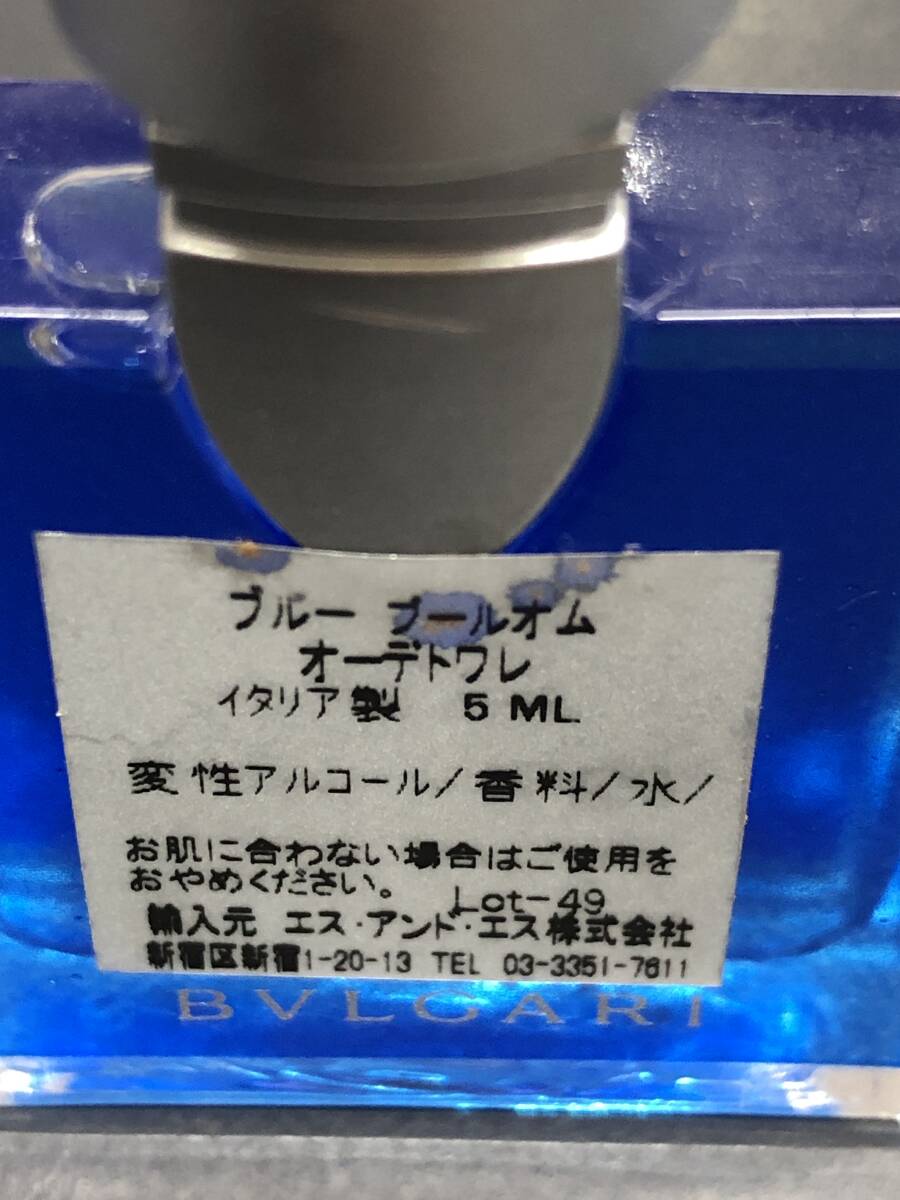 ブルー プールオム
オーデトワレ
イタリア製 5 ML
変性アルコール/香料/水/
お肌に合わない場合はご使用を
おやめください。 Lot-49
輸入元 エス・アンド・エス株式会社
新宿区新宿1-20-13 TEL 03-3351-7611
BVLGARI